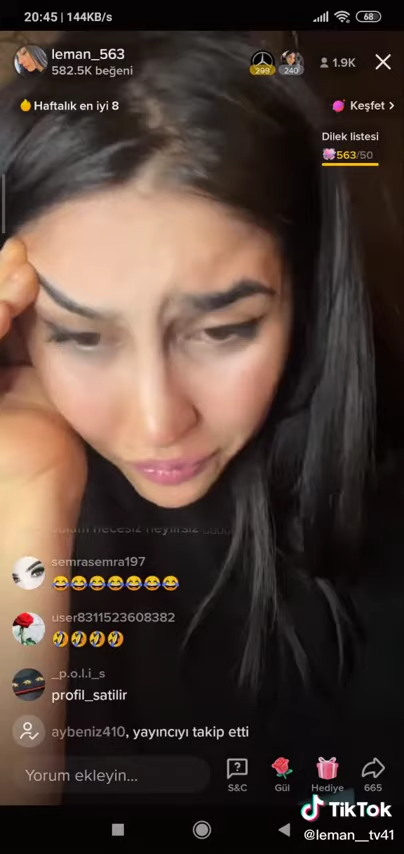 20:45 | 144KB/s
68
leman_563
582.5K beğeni
299
240
1.9K
Haftalık en iyi 8
Keşfet >
Dilek listesi
563/50
semrasemra197
😂😂😂😂😂😂😂
user8311523608382
🤣🤣🤣🤣
_p.o.l.i_s
profil_satilir
aybeniz410, yayıncıyı takip etti
Yorum ekleyin...
S&C
Gül
Hediye
665
TikTok
@leman__tv41